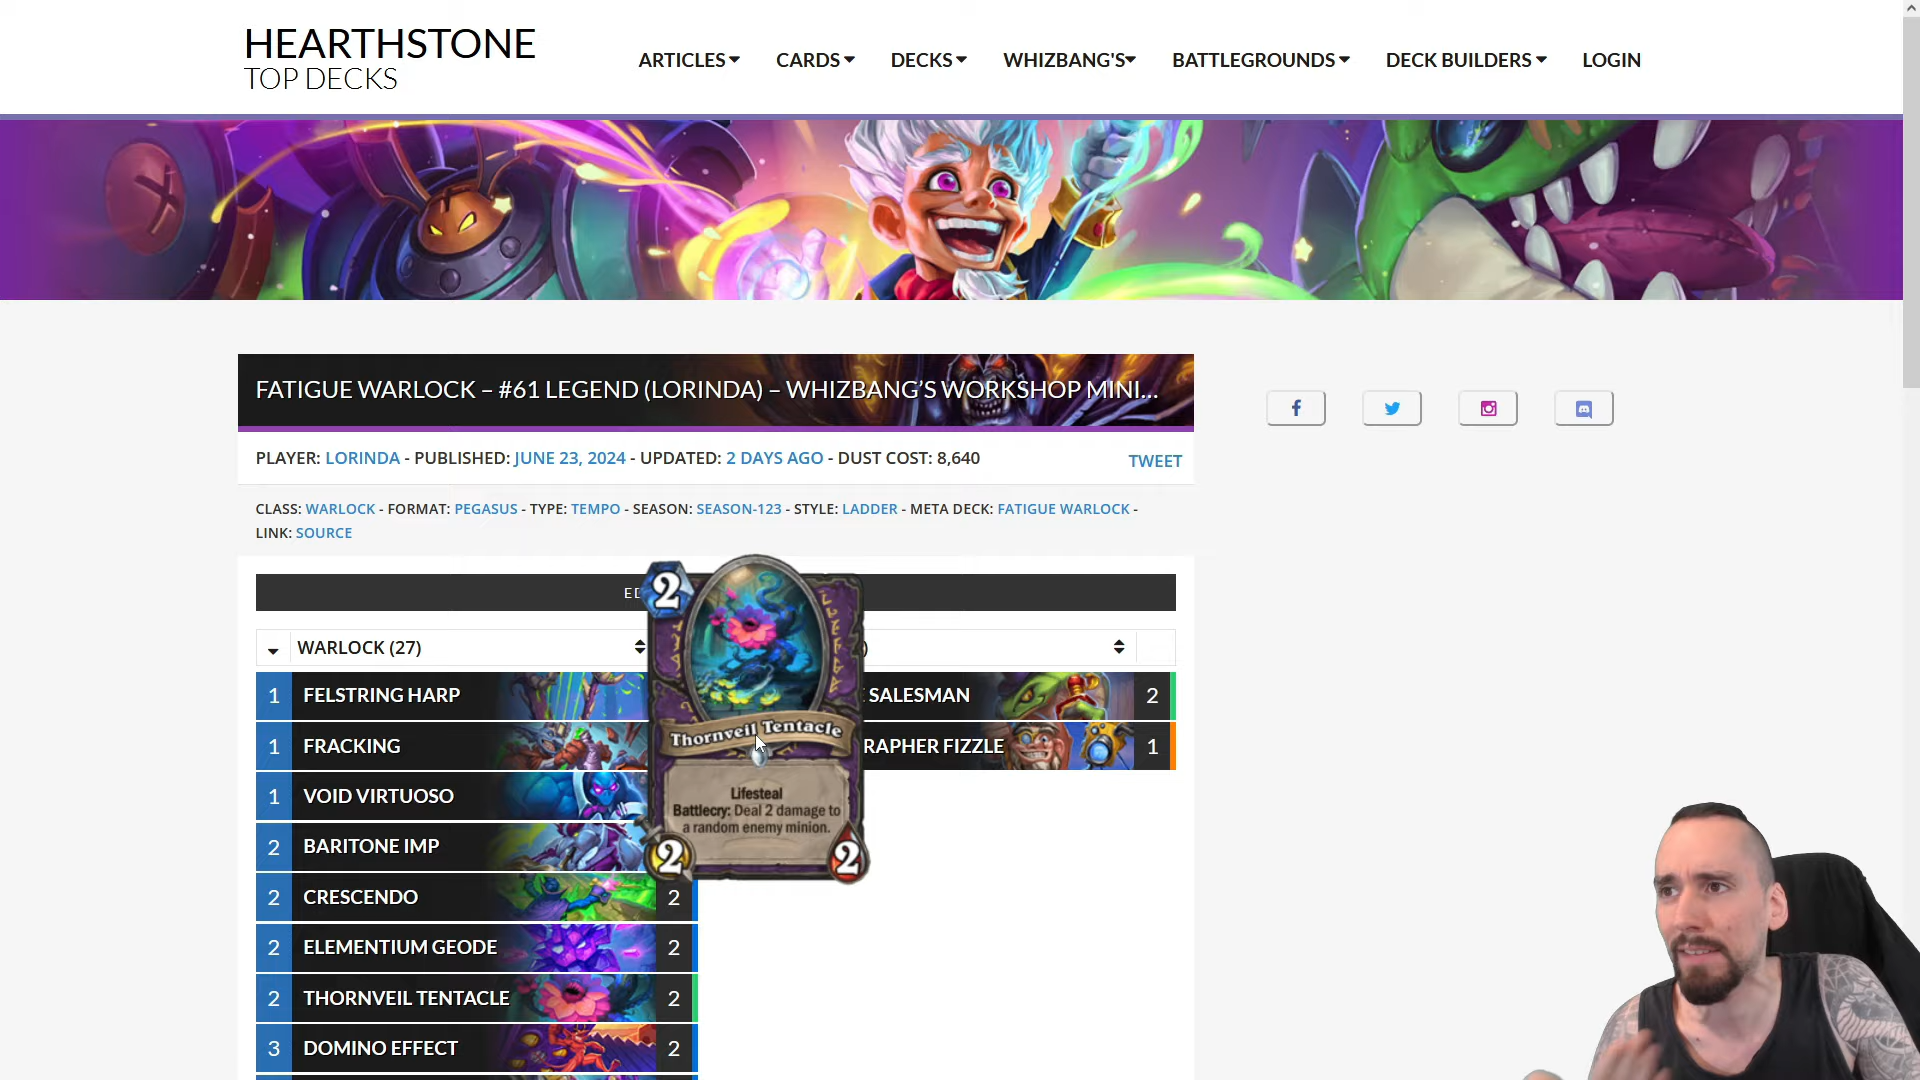 HEARTHSTONE
TOP DECKS
ARTICLES
CARDS
DECKS
WHIZBANG'S
BATTLEGROUNDS
DECK BUILDERS
LOGIN
FATIGUE WARLOCK – #61 LEGEND (LORINDA) – WHIZBANG'S WORKSHOP MINI...
PLAYER: LORINDA - PUBLISHED: JUNE 23, 2024 - UPDATED: 2 DAYS AGO - DUST COST: 8,640
TWEET
CLASS: WARLOCK - FORMAT: PEGASUS - TYPE: TEMPO - SEASON: SEASON-123 - STYLE: LADDER - META DECK: FATIGUE WARLOCK -
LINK: SOURCE
WARLOCK (27)
1 FELSTRING HARP
1 FRACKING
1 VOID VIRTUOSO
2 BARITONE IMP
2 CRESCENDO 2
2 ELEMENTIUM GEODE 2
2 THORNVEIL TENTACLE 2
3 DOMINO EFFECT 2
2
Thornveil Tentacle
Lifesteal
Battlecry: Deal 2 damage to
a random enemy minion.
2 2
SALESMAN 2
FIZZLE 1